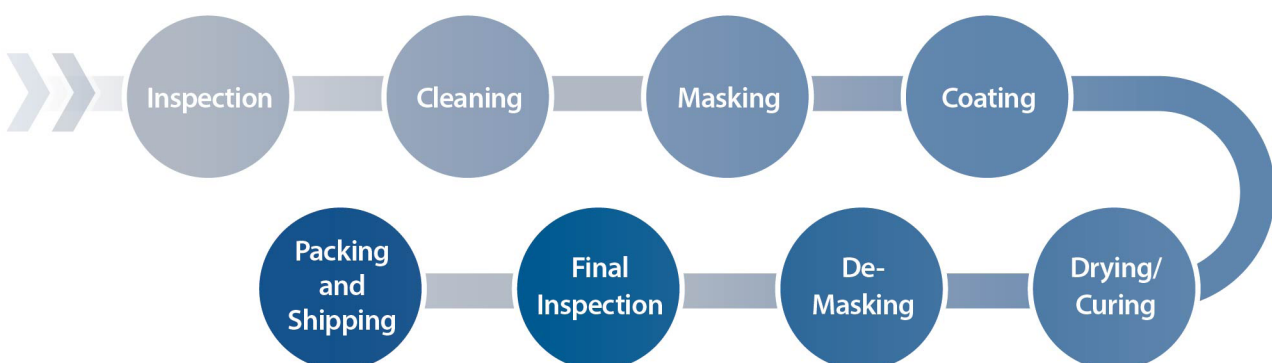 Inspection
Cleaning
Masking
Coating
Drying/
Curing
De-
Masking
Final
Inspection
Packing
and
Shipping